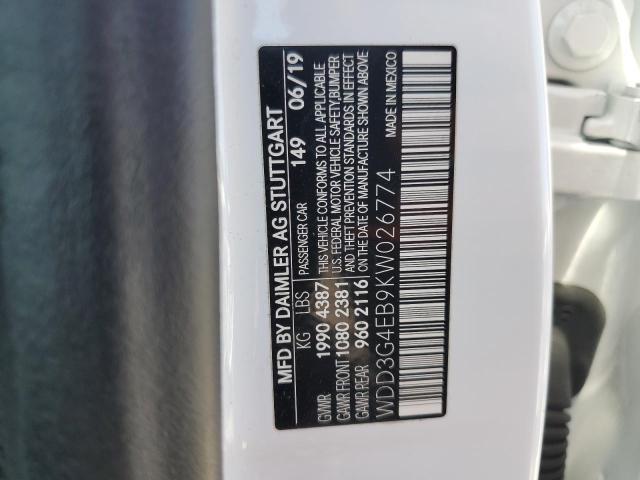 MFD BY DAIMLER AG STUTTGART
KG LBS PASSENGER CAR 149 06/19
GVWR 1990 4387 THIS VEHICLE CONFORMS TO ALL APPLICABLE
GAWR FRONT 1080 2381 U.S. FEDERAL MOTOR VEHICLE SAFETY,BUMPER
GAWR REAR 960 2116 AND THEFT PREVENTION STANDARDS IN EFFECT
ON THE DATE OF MANUFACTURE SHOWN ABOVE
WDD3G4EB9KW026774 MADE IN MEXICO